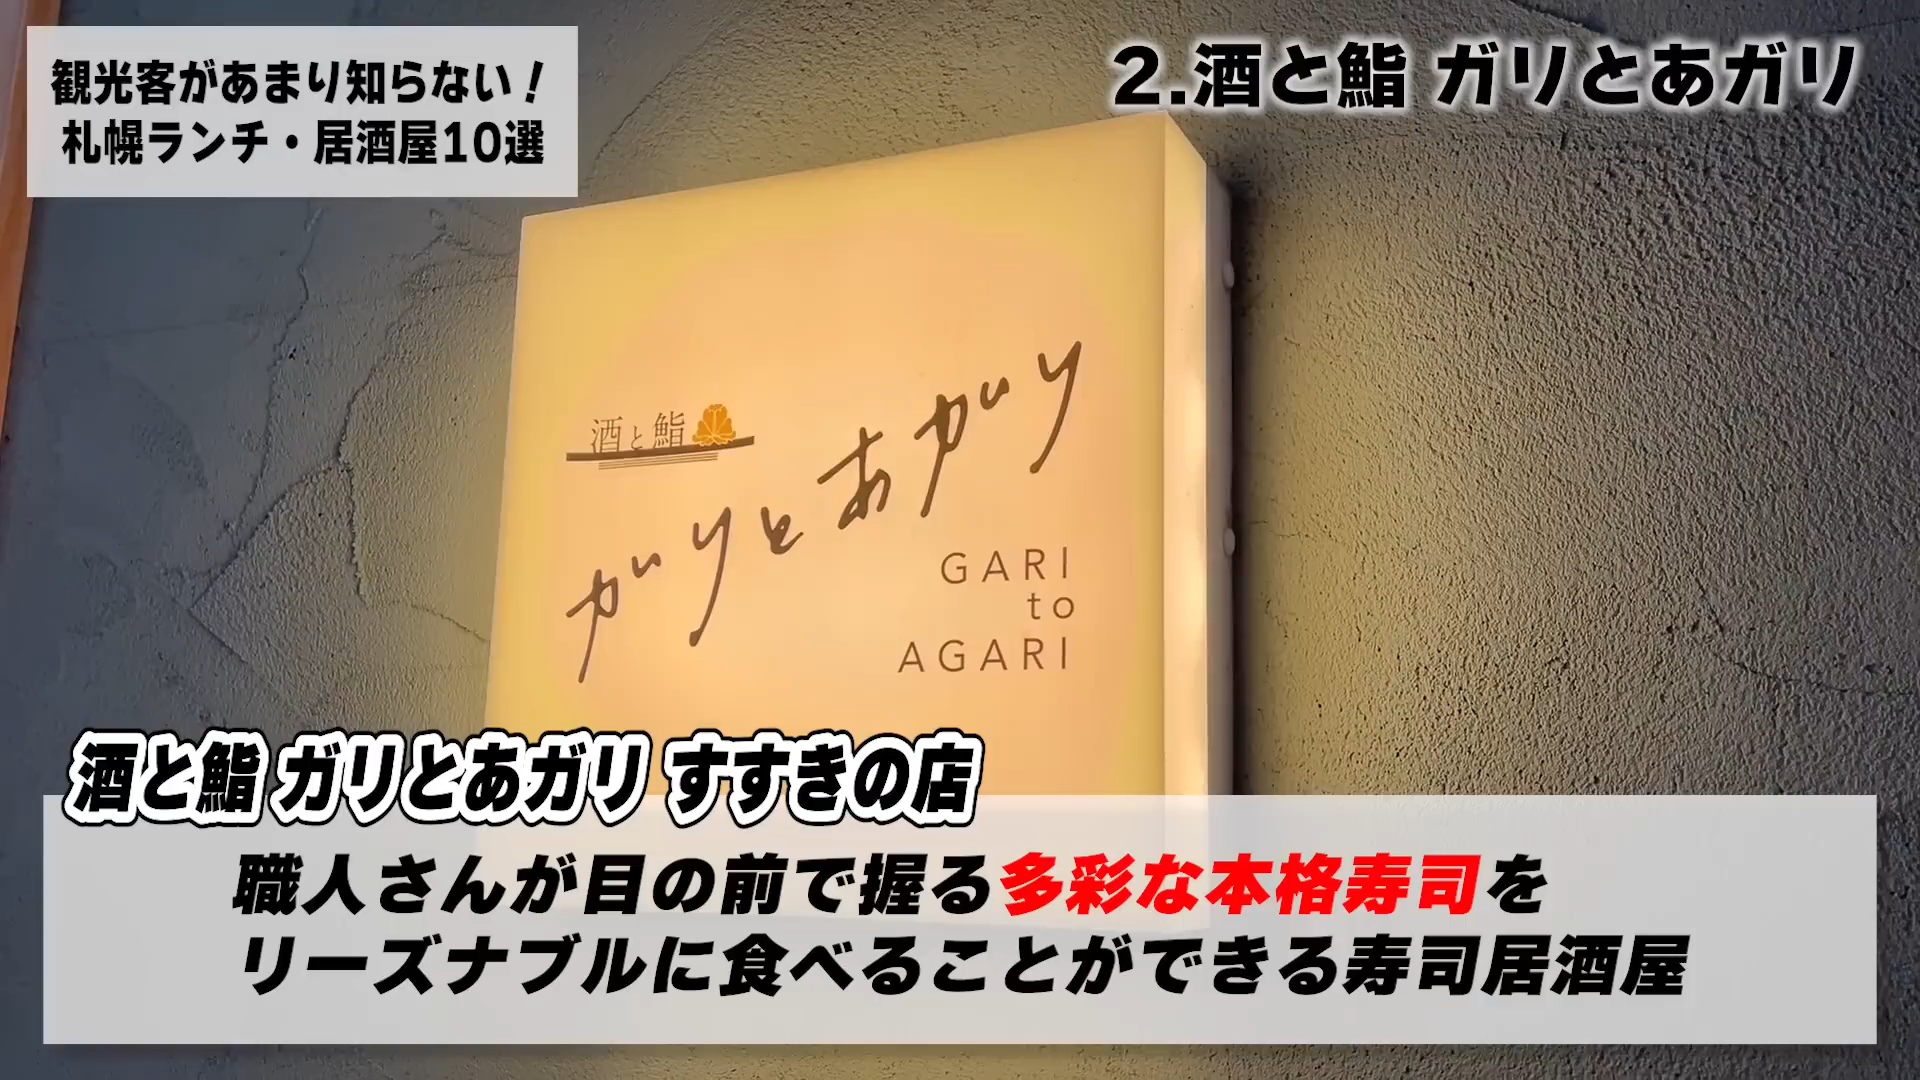 観光客があまり知らない!
札幌ランチ・居酒屋10選
2.酒と鮨 ガリとあガリ
酒と鮨
ガリとあガリ
GARI
to
AGARI
酒と鮨 ガリとあガリ すすきの店
職人さんが目の前で握る多彩な本格寿司を
リーズナブルに食べることができる寿司居酒屋